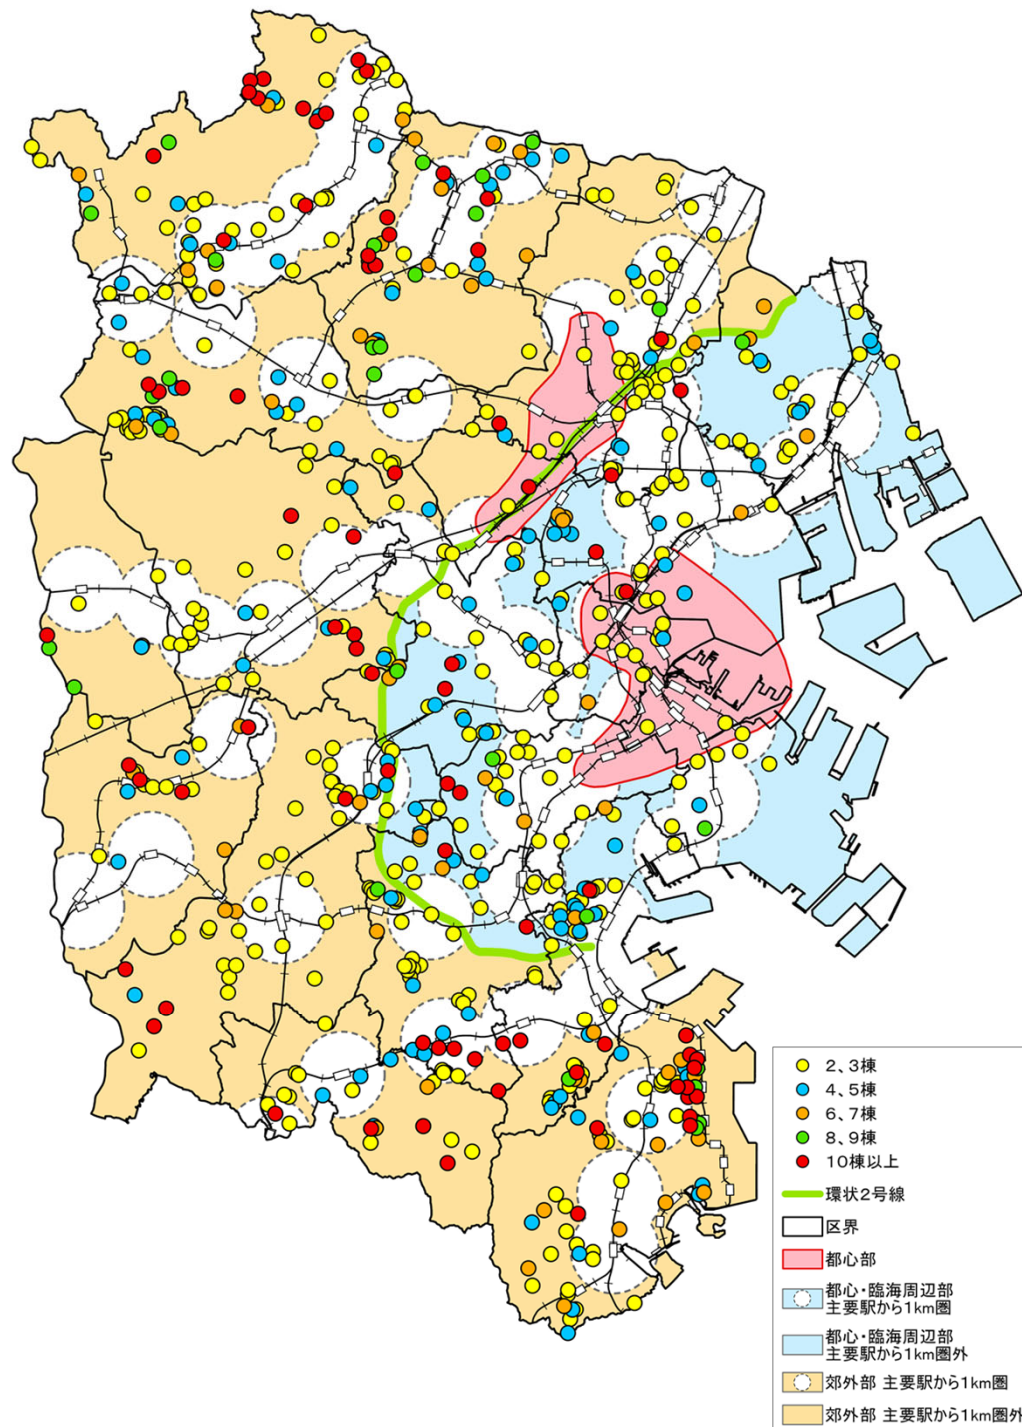 2、3棟
4、5棟
6、7棟
8、9棟
10棟以上
環状2号線
区界
都心部
都心・臨海周辺部
主要駅から1km圏
都心・臨海周辺部
主要駅から1km圏外
郊外部 主要駅から1km圏
郊外部 主要駅から1km圏外